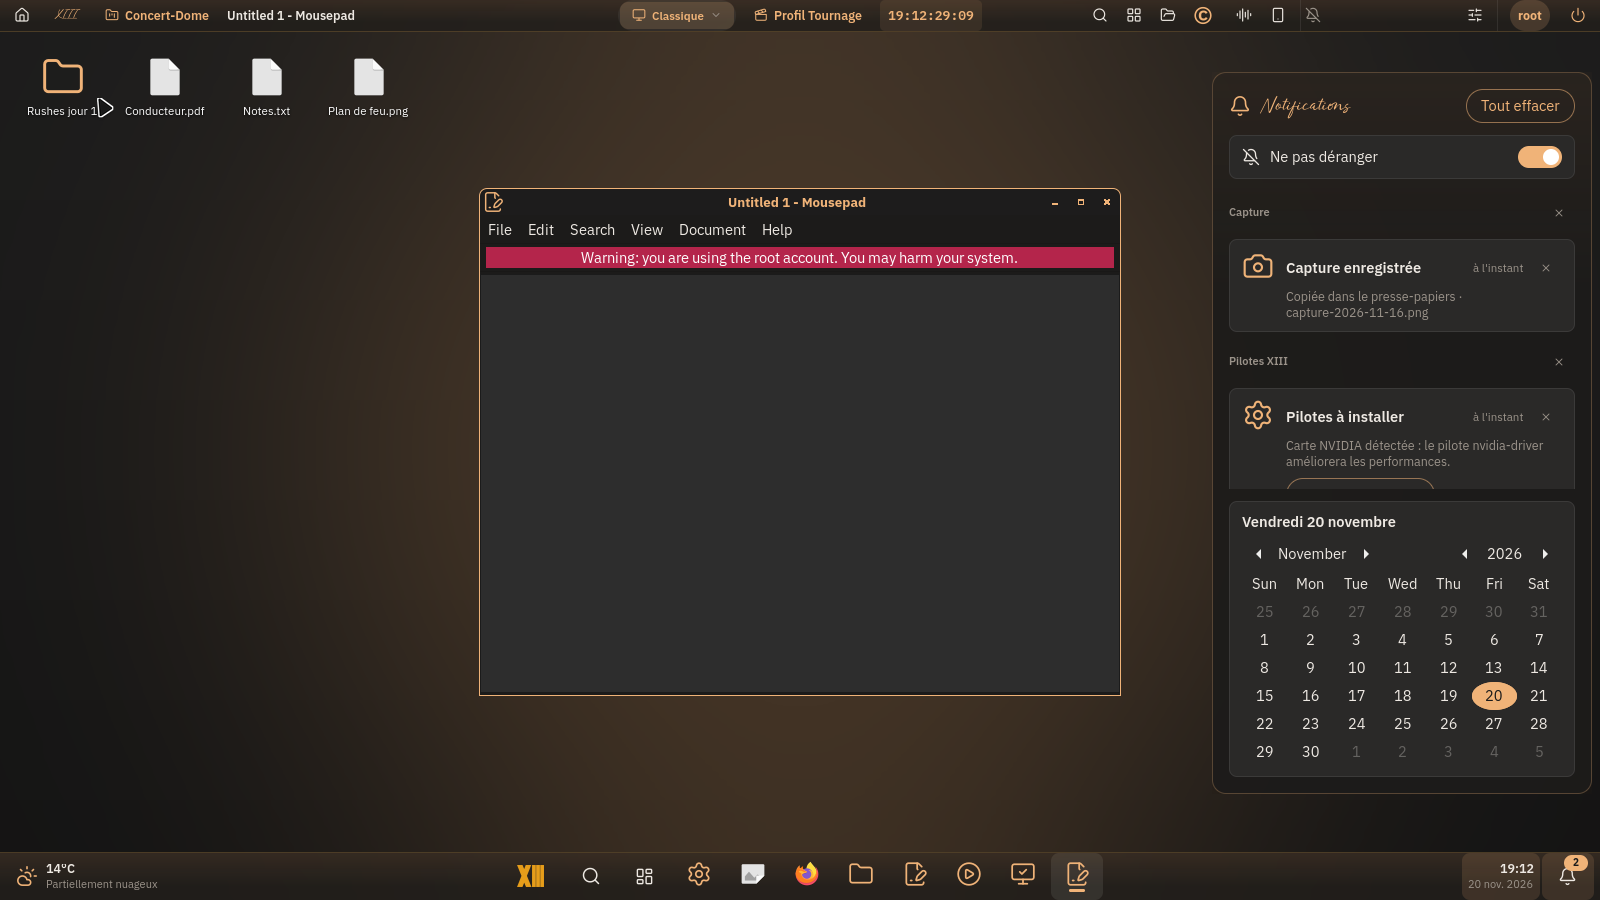 XIII
Concert-Dome
Untitled 1 - Mousepad
Classique
Profil Tournage
19:12:29:09
root
Rushes jour 1
Conducteur.pdf
Notes.txt
Plan de feu.png
Untitled 1 - Mousepad
File Edit Search View Document Help
Warning: you are using the root account. You may harm your system.
Notifications
Tout effacer
Ne pas déranger
Capture
Capture enregistrée
à l'instant
Copiée dans le presse-papiers ·
capture-2026-11-16.png
Pilotes XIII
Pilotes à installer
à l'instant
Carte NVIDIA détectée : le pilote nvidia-driver
améliorera les performances.
Vendredi 20 novembre
November 2026
Sun Mon Tue Wed Thu Fri Sat
25 26 27 28 29 30 31
1 2 3 4 5 6 7
8 9 10 11 12 13 14
15 16 17 18 19 20 21
22 23 24 25 26 27 28
29 30 1 2 3 4 5
14°C
Partiellement nuageux
XIII
19:12
20 nov. 2026
2